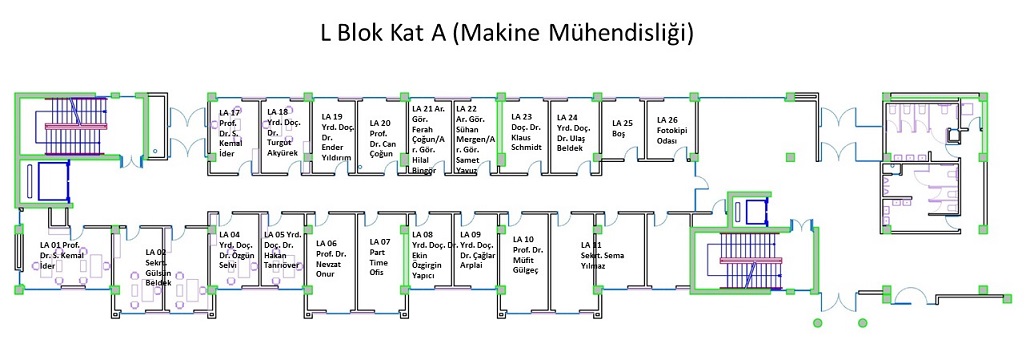 L Blok Kat A (Makine Mühendisliği)
LA 17
Prof.
Dr. S.
Kemal
İder
LA 18
Yrd. Doç.
Dr.
Turgut
Akyürek
LA 19
Yrd. Doç.
Dr.
Ender
Yıldırım
LA 20
Prof.
Dr. Can
Çoğun
LA 21 Ar.
Gör.
Ferah
Çoğun/A
r. Gör.
Hilal
Bingör
LA 22
Ar. Gör.
Sühan
Mergen/A
r. Gör.
Samet
Yavuz
LA 23
Doç. Dr.
Klaus
Schmidt
LA 24
Yrd. Doç.
Dr. Ulaş
Beldek
LA 25
Boş
LA 26
Fotokipi
Odası
LA 01 Prof.
Dr. S. Kemal
İder
LA 02
Sekrt.
Gülsün
Beldek
LA 04
Yrd. Doç.
Dr. Özgün
Selvi
LA 05 Yrd.
Doç. Dr.
Hakan
Tanrıöver
LA 06
Prof. Dr.
Nevzat
Onur
LA 07
Part
Time
Ofis
LA 08
Yrd. Doç. Dr.
Ekin
Özgirgin
Yapıcı
LA 09
Yrd. Doç.
Dr. Çağlar
Arplai
LA 10
Prof. Dr.
Müfit
Gülgeç
LA 11
Sekrt. Sema
Yılmaz